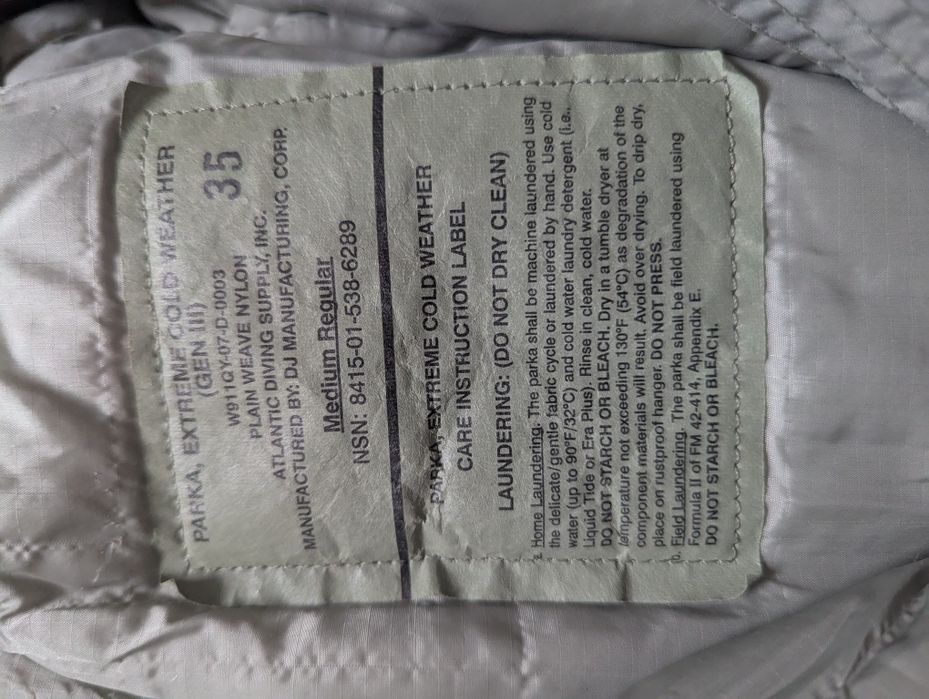 PARKA, EXTREME COLD WEATHER
(GEN III)
W911QY-07-D-0003
35
PLAIN WEAVE NYLON
ATLANTIC DIVING SUPPLY, INC.
MANUFACTURED BY: DJ MANUFACTURING, CORP.
Medium Regular
NSN: 8415-01-538-6289
PARKA, EXTREME COLD WEATHER
CARE INSTRUCTION LABEL
LAUNDERING: (DO NOT DRY CLEAN)
a. Home Laundering. The parka shall be machine laundered using
the delicate/gentle fabric cycle or laundered by hand. Use cold
water (up to 90°F/32°C) and cold water laundry detergent (i.e.,
Liquid Tide or Era Plus). Rinse in clean, cold water.
DO NOT STARCH OR BLEACH. Dry in a tumble dryer at
temperature not exceeding 130°F (54°C) as degradation of the
component materials will result. Avoid over drying. To drip dry,
place on rustproof hanger. DO NOT PRESS.
b. Field Laundering. The parka shall be field laundered using
Formula II of FM 42-414, Appendix E.
DO NOT STARCH OR BLEACH.